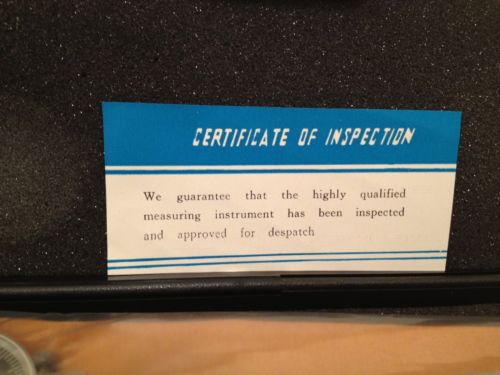 CERTIFICATE OF INSPECTION
We guarantee that the highly qualified
measuring instrument has been inspected
and approved for despatch